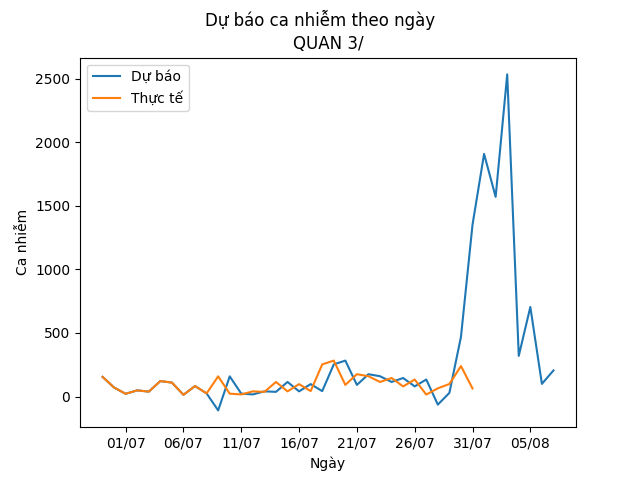 Dự báo ca nhiễm theo ngày
QUAN 3/
Dự báo
Thực tế
2500
2000
1500
1000
500
0
Ca nhiễm
01/07 06/07 11/07 16/07 21/07 26/07 31/07 05/08
Ngày